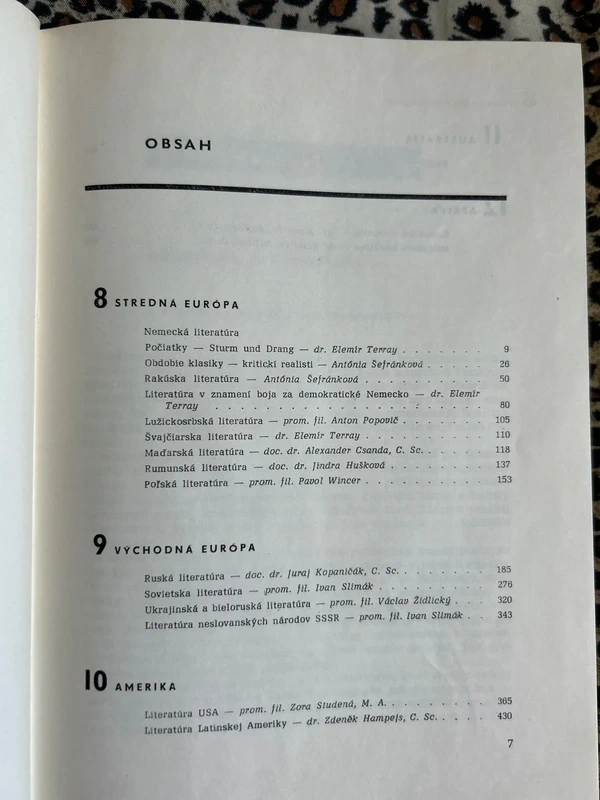 OBSAH
8 STREDNÁ EURÓPA
Nemecká literatúra
Počiatky — Sturm und Drang — dr. Elemír Terray . . . . . . . 9
Obdobie klasiky — kritickí realisti — Antónia Šefránková . . . . . 26
Rakúska literatúra — Antónia Šefránková . . . . . . . . . 50
Literatúra v znamení boja za demokratické Nemecko — dr. Elemír
Terray . . . . . . . . . . . . . . . . . . . . 80
Lužickosrbská literatúra — prom. fil. Anton Popovič . . . . . . 105
Švajčiarska literatúra — dr. Elemír Terray . . . . . . . . . 110
Maďarská literatúra — doc. dr. Alexander Csanda, C. Sc. . . . . . 118
Rumunská literatúra — doc. dr. Jindra Hušková . . . . . . . 137
Poľská literatúra — prom. fil. Pavol Wincer . . . . . . . . . 153
9 VÝCHODNÁ EURÓPA
Ruská literatúra — doc. dr. Juraj Kopaničák, C. Sc. . . . . . . 185
Sovietska literatúra — prom. fil. Ivan Slimák . . . . . . . . 276
Ukrajinská a bieloruská literatúra — prom. fil. Václav Židlický . . . 320
Literatúra neslovanských národov SSSR — prom. fil. Ivan Slimák . . 343
10 AMERIKA
Literatúra USA — prom. fil. Zora Studená, M. A. . . . . . . . 365
Literatúra Latinskej Ameriky — dr. Zdeněk Hampejs, C. Sc. . . . . 430
7